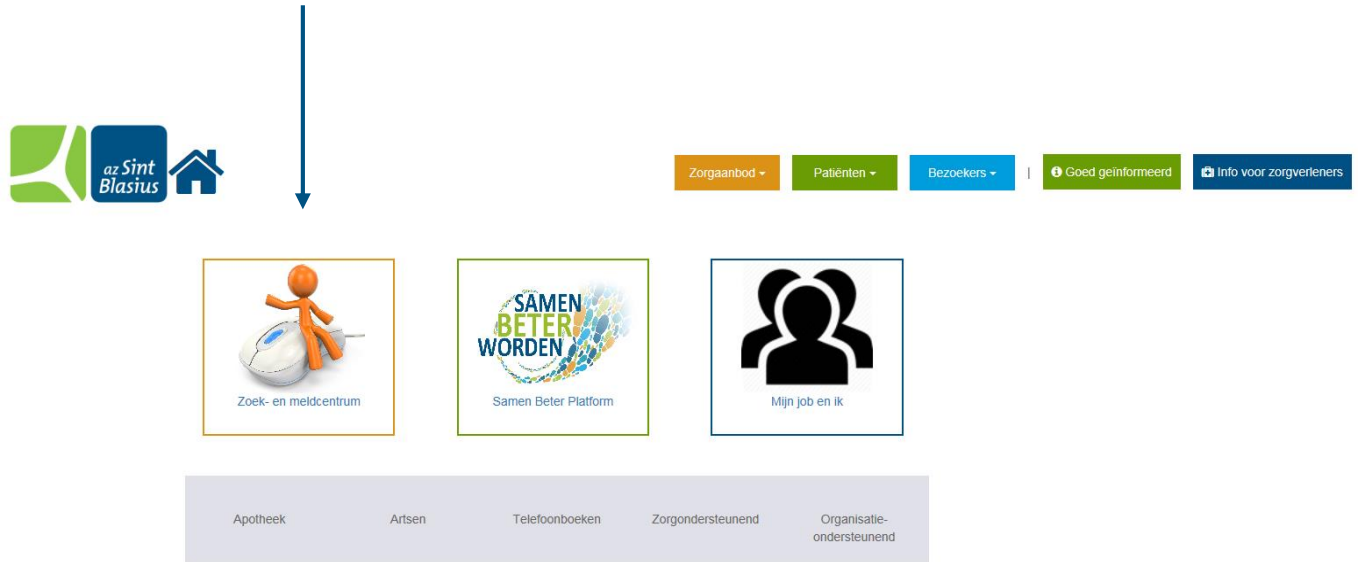 az Sint
Blasius
Zorgaanbod
Patiënten
Bezoekers
|
Goed geïnformeerd
Info voor zorgverleners
SAMEN
BETER
WORDEN
Zoek- en meldcentrum
Samen Beter Platform
Mijn job en ik
Apotheek
Artsen
Telefoonboeken
Zorgondersteunend
Organisatie-
ondersteunend